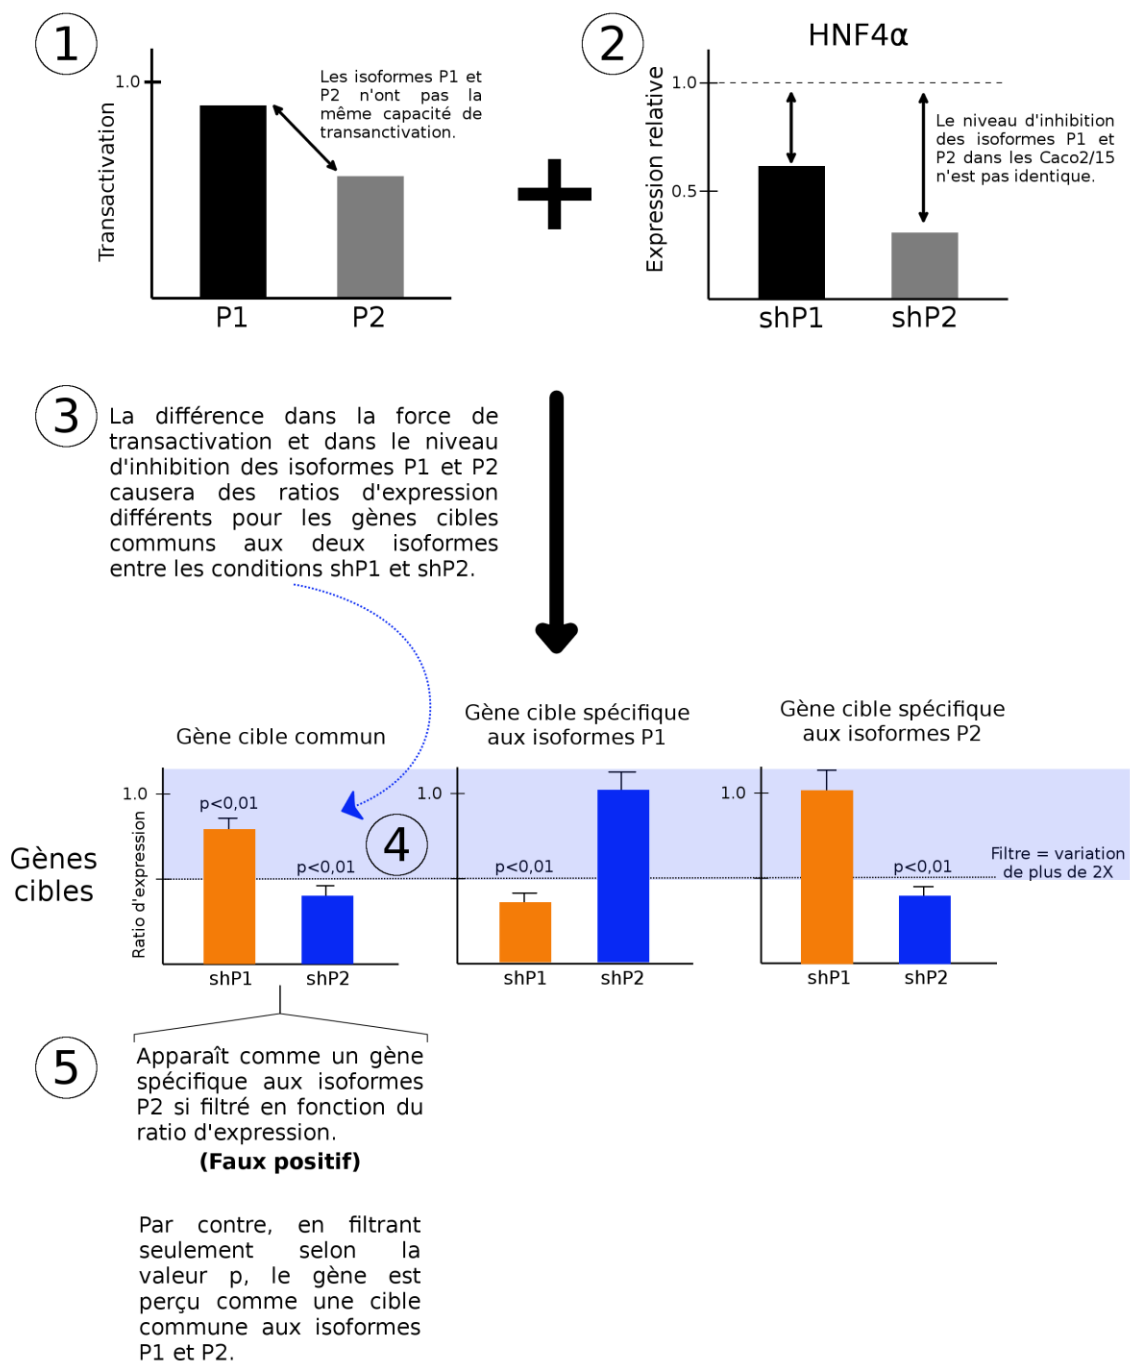 1
1.0
Transactivation
Les isoformes P1 et
P2 n'ont pas la
même capacité de
transanctivation.
P1
P2
2
HNF4α
1.0
0.5
Expression relative
Le niveau d'inhibition
des isoformes P1 et
P2 dans les Caco2/15
n'est pas identique.
shP1
shP2
3
La différence dans la force de
transactivation et dans le niveau
d'inhibition des isoformes P1 et P2
causera des ratios d'expression
différents pour les gènes cibles
communs aux deux isoformes
entre les conditions shP1 et shP2.
Gènes
cibles
Gène cible commun
1.0
Ratio d'expression
p<0,01
p<0,01
shP1
shP2
4
Gène cible spécifique
aux isoformes P1
1.0
p<0,01
shP1
shP2
Gène cible spécifique
aux isoformes P2
1.0
p<0,01
shP1
shP2
Filtre = variation
de plus de 2X
5
Apparaît comme un gène
spécifique aux isoformes
P2 si filtré en fonction du
ratio d'expression.
(Faux positif)
Par contre, en filtrant
seulement selon la
valeur p, le gène est
perçu comme une cible
commune aux isoformes
P1 et P2.